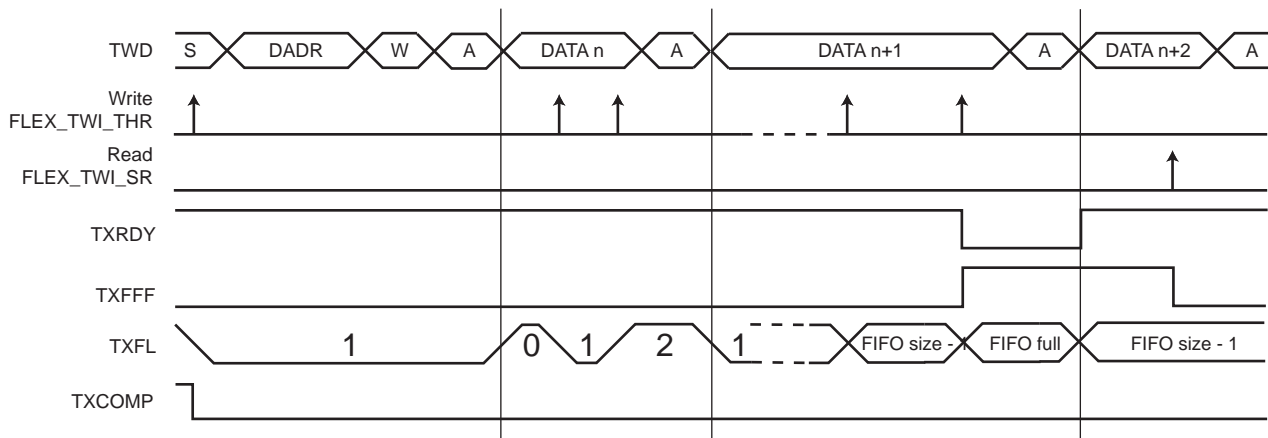 TWD S DADR W A DATA n A DATA n+1 A DATA n+2 A
Write
FLEX_TWI_THR
Read
FLEX_TWI_SR
TXRDY
TXFFF
TXFL 1 0 1 2 1 FIFO size - 1 FIFO full FIFO size - 1
TXCOMP